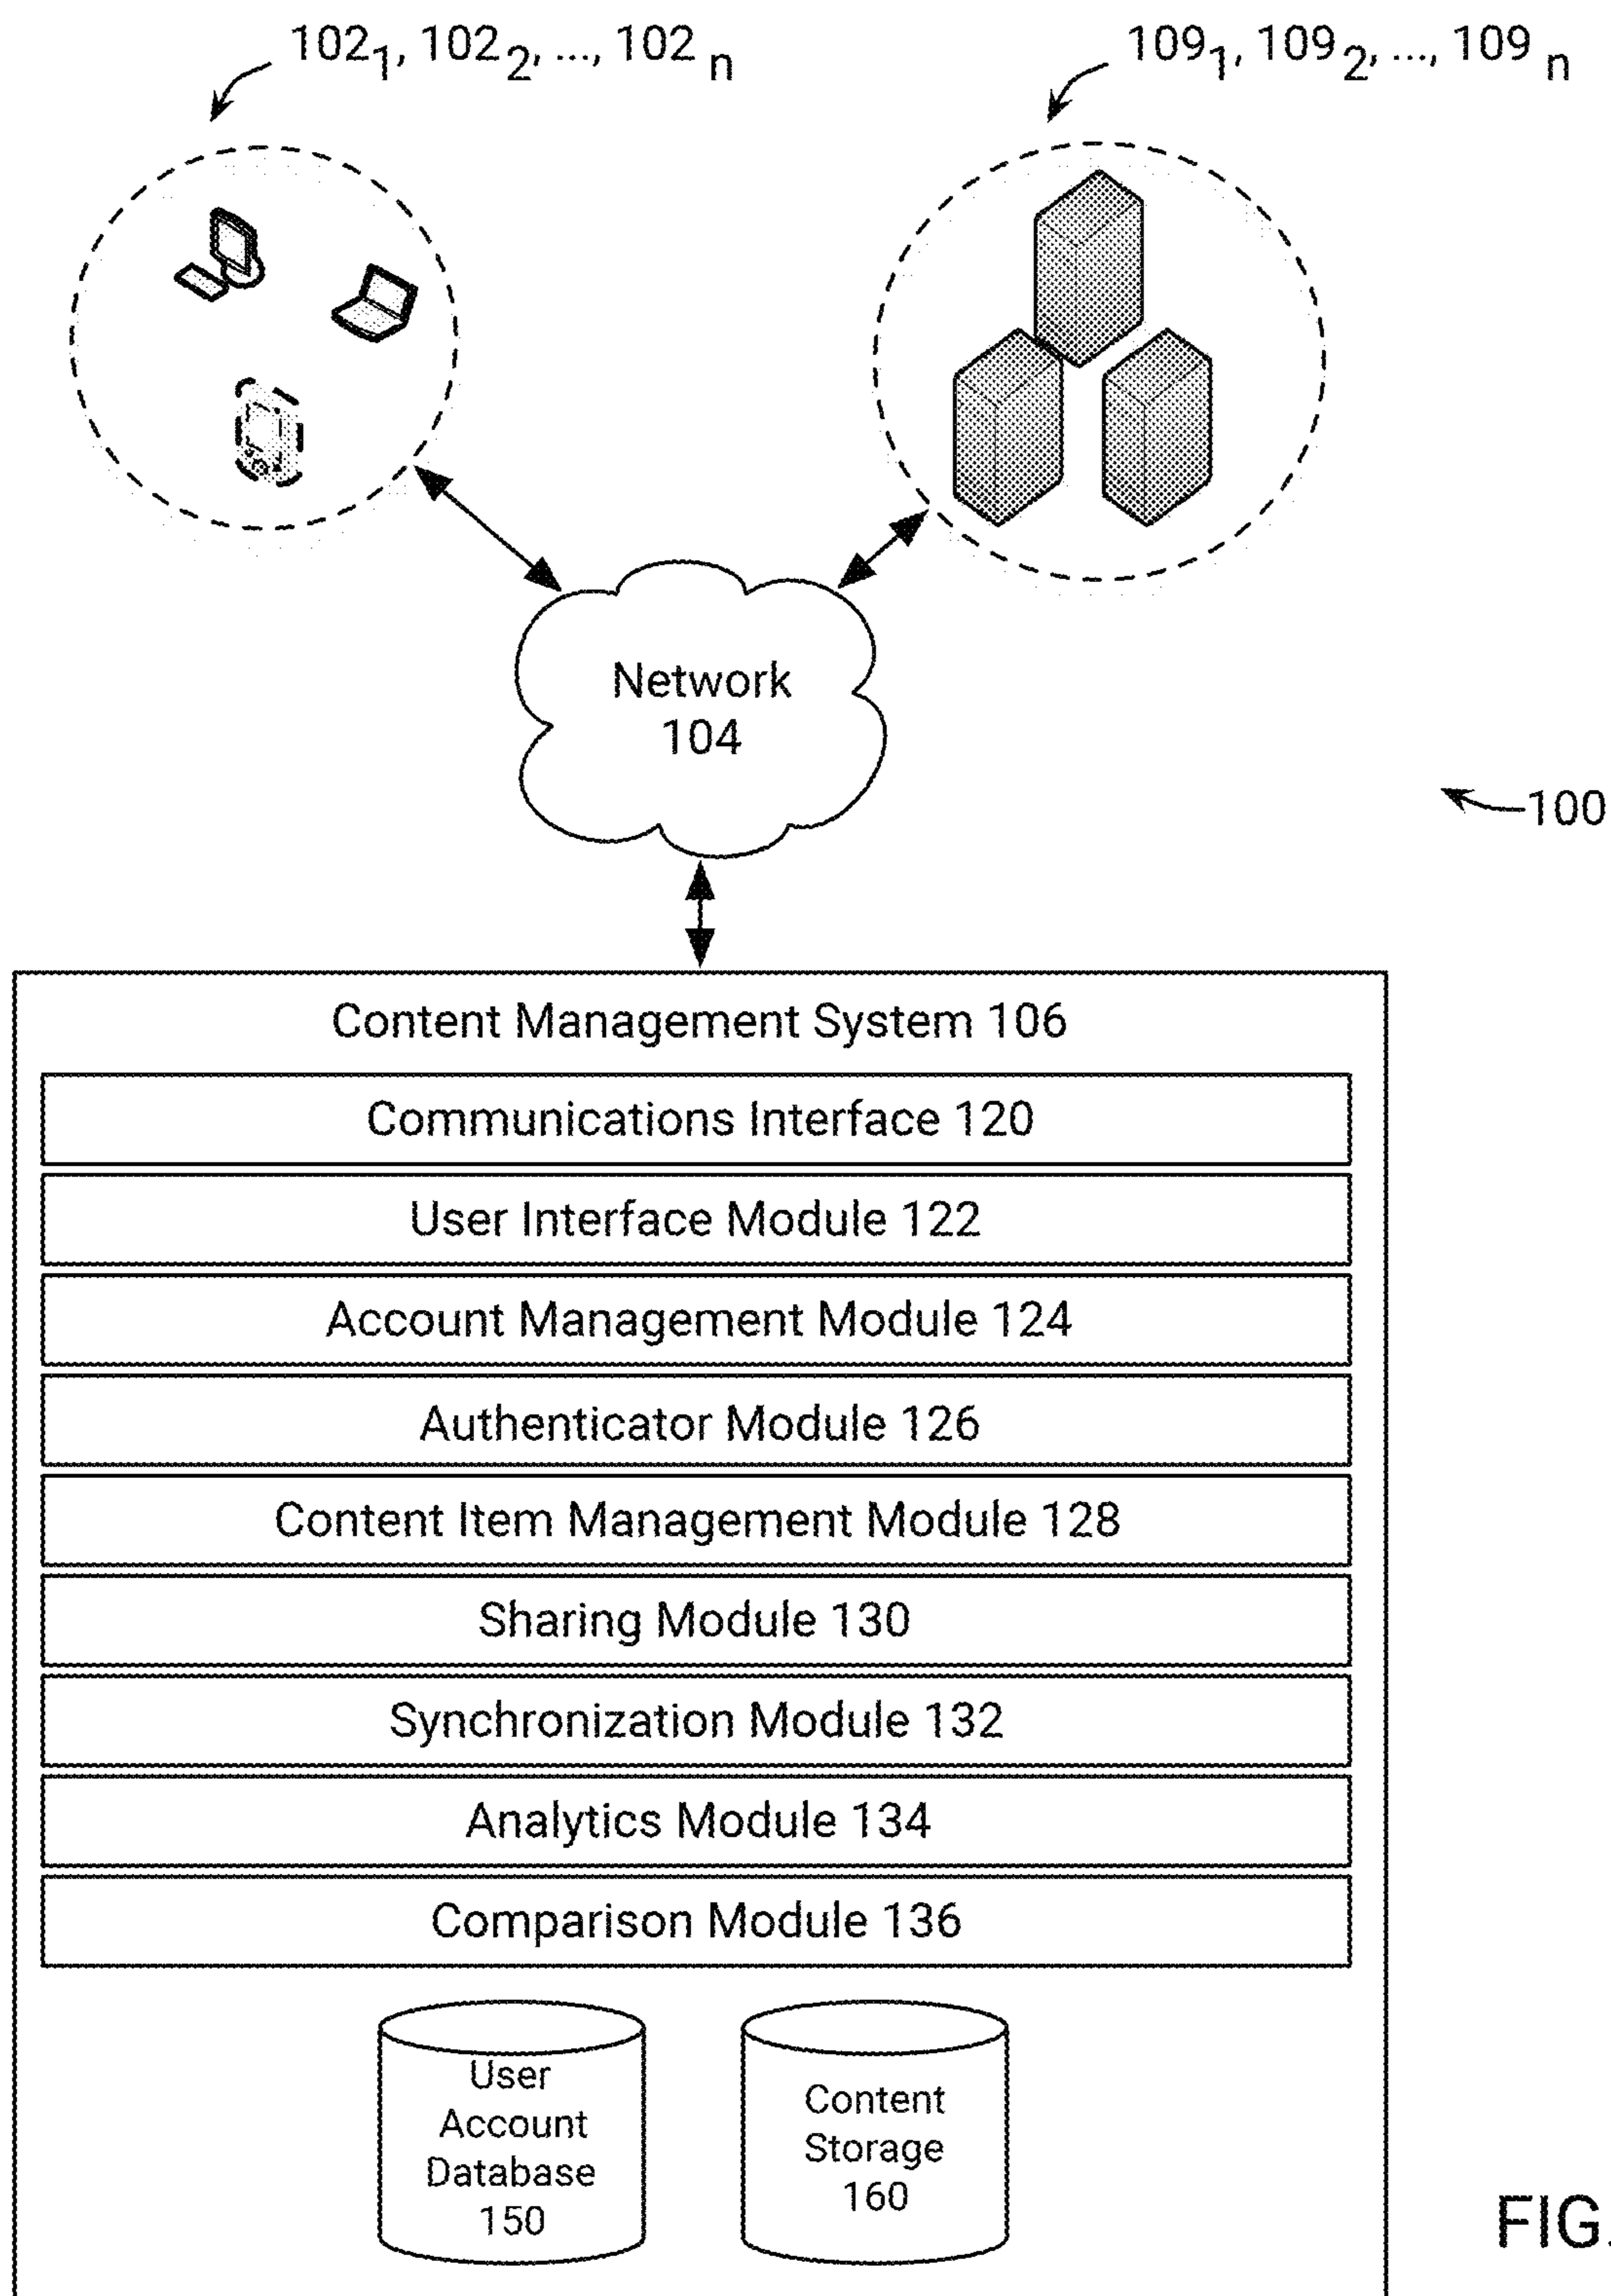 102₁, 102₂, ..., 102 ₙ
109₁, 109₂, ..., 109 ₙ
Network
104
100
Content Management System 106
Communications Interface 120
User Interface Module 122
Account Management Module 124
Authenticator Module 126
Content Item Management Module 128
Sharing Module 130
Synchronization Module 132
Analytics Module 134
Comparison Module 136
User
Account
Database
150
Content
Storage
160
FIG.